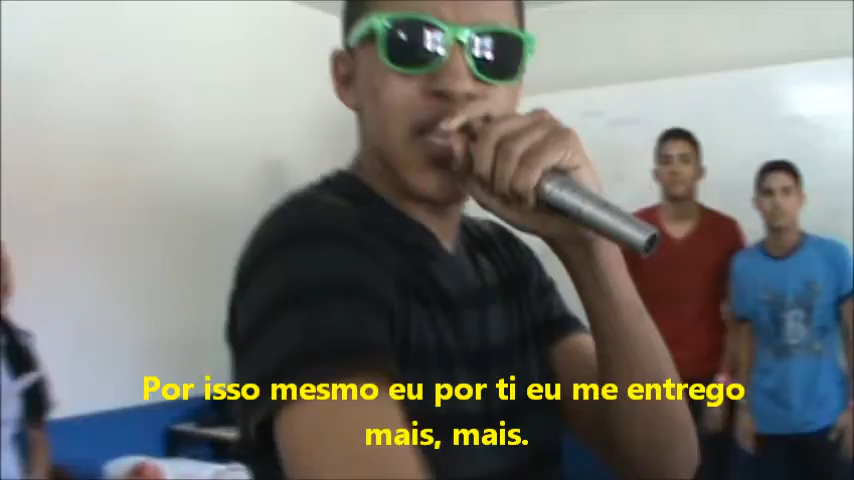 Por isso mesmo eu por ti eu me entrego
mais, mais.